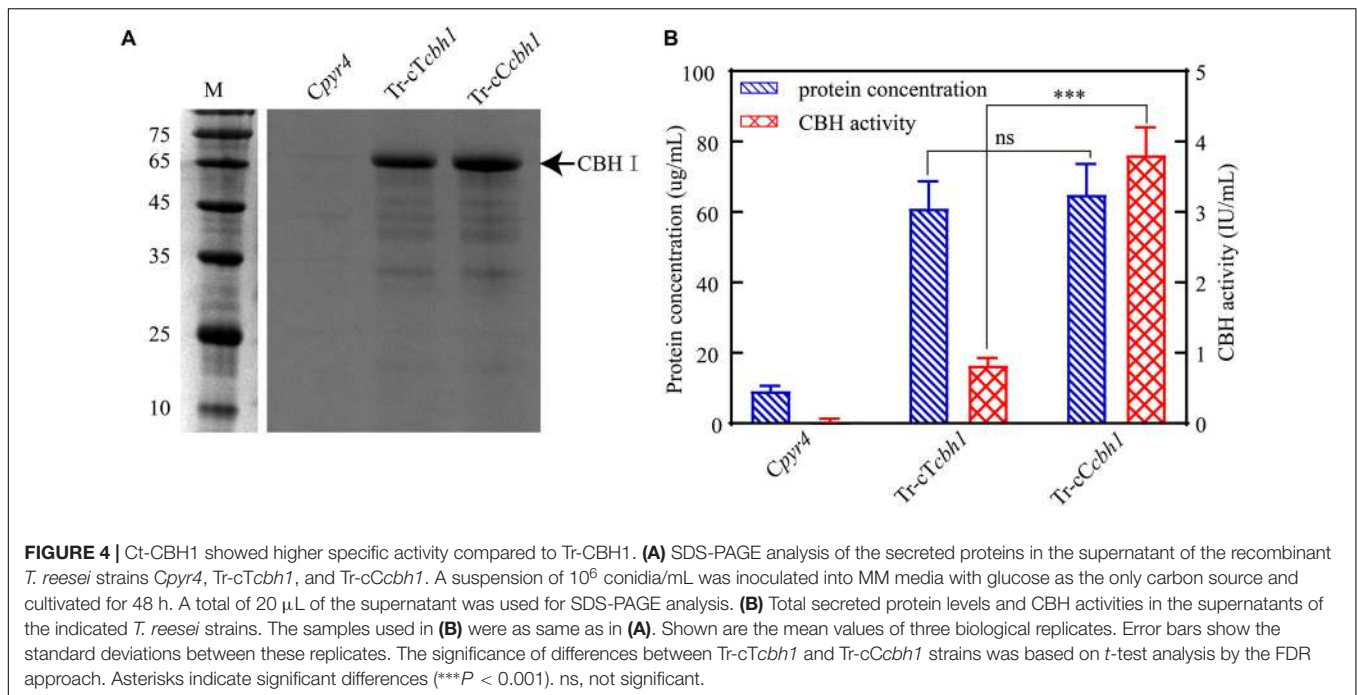 A
M
Cpyr4
Tr-cTcbh1
Tr-cCcbh1
75
65
45
35
25
10
CBH I
B
protein concentration
CBH activity
***
ns
Protein concentration (ug/mL)
100
80
60
40
20
0
CBH activity (IU/mL)
5
4
3
2
1
0
Cpyr4
Tr-cTcbh1
Tr-cCcbh1
FIGURE 4 | Ct-CBH1 showed higher specific activity compared to Tr-CBH1. (A) SDS-PAGE analysis of the secreted proteins in the supernatant of the recombinant
T. reesei strains Cpyr4, Tr-cTcbh1, and Tr-cCcbh1. A suspension of 10⁶ conidia/mL was inoculated into MM media with glucose as the only carbon source and
cultivated for 48 h. A total of 20 μL of the supernatant was used for SDS-PAGE analysis. (B) Total secreted protein levels and CBH activities in the supernatants of
the indicated T. reesei strains. The samples used in (B) were as same as in (A). Shown are the mean values of three biological replicates. Error bars show the
standard deviations between these replicates. The significance of differences between Tr-cTcbh1 and Tr-cCcbh1 strains was based on t-test analysis by the FDR
approach. Asterisks indicate significant differences (***P < 0.001). ns, not significant.